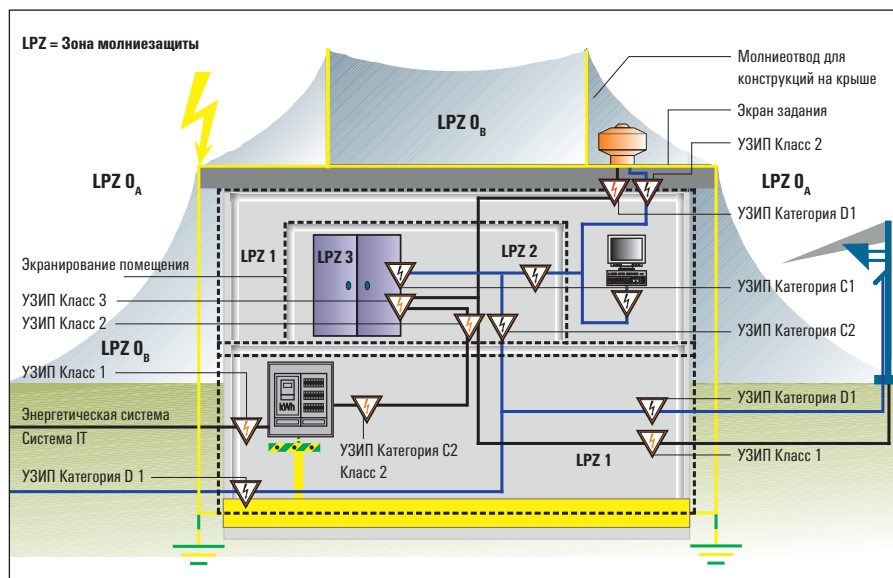 LPZ = Зона молниезащиты
Молниеотвод для
конструкций на крыше
Экран задания
УЗИП Класс 2
LPZ 0B
LPZ 0A
LPZ 0A
УЗИП Категория D1
LPZ 1
LPZ 3
LPZ 2
Экранирование помещения
УЗИП Класс 3
УЗИП Класс 2
УЗИП Категория C1
УЗИП Категория C2
LPZ 0B
УЗИП Класс 1
kWh
УЗИП Категория D1
Энергетическая система
Система IT
УЗИП Категория C2
Класс 2
LPZ 1
УЗИП Класс 1
УЗИП Категория D 1